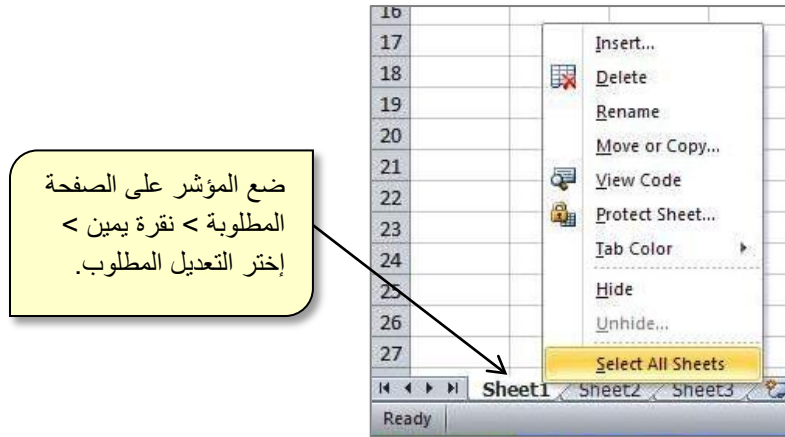 ضع المؤشر على الصفحة
المطلوبة > نقرة يمين >
إختر التعديل المطلوب.
16
17
18
19
20
21
22
23
24
25
26
27
Insert...
Delete
Rename
Move or Copy...
View Code
Protect Sheet...
Tab Color
Hide
Unhide...
Select All Sheets
Sheet1 Sheet2 Sheet3
Ready